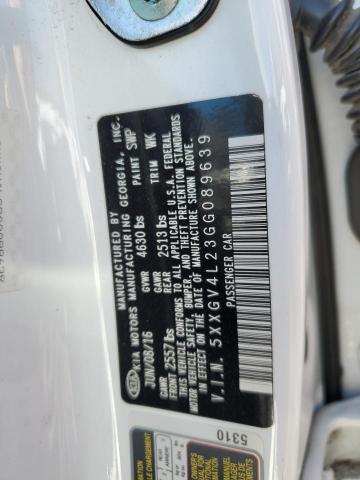 KIA
MANUFACTURED BY
KIA MOTORS MANUFACTURING GEORGIA, INC.
JUN/08/16 GVWR 4630 lbs PAINT SWP
GAWR FRONT 2557 lbs GAWR REAR 2513 lbs TRIM WK
THIS VEHICLE CONFORMS TO ALL APPLICABLE U.S.A. FEDERAL
MOTOR VEHICLE SAFETY, BUMPER, AND THEFT PREVENTION STANDARDS
IN EFFECT ON THE DATE OF MANUFACTURE SHOWN ABOVE.
V.I.N. 5XXGV4L23GG089639
PASSENGER CAR
5310